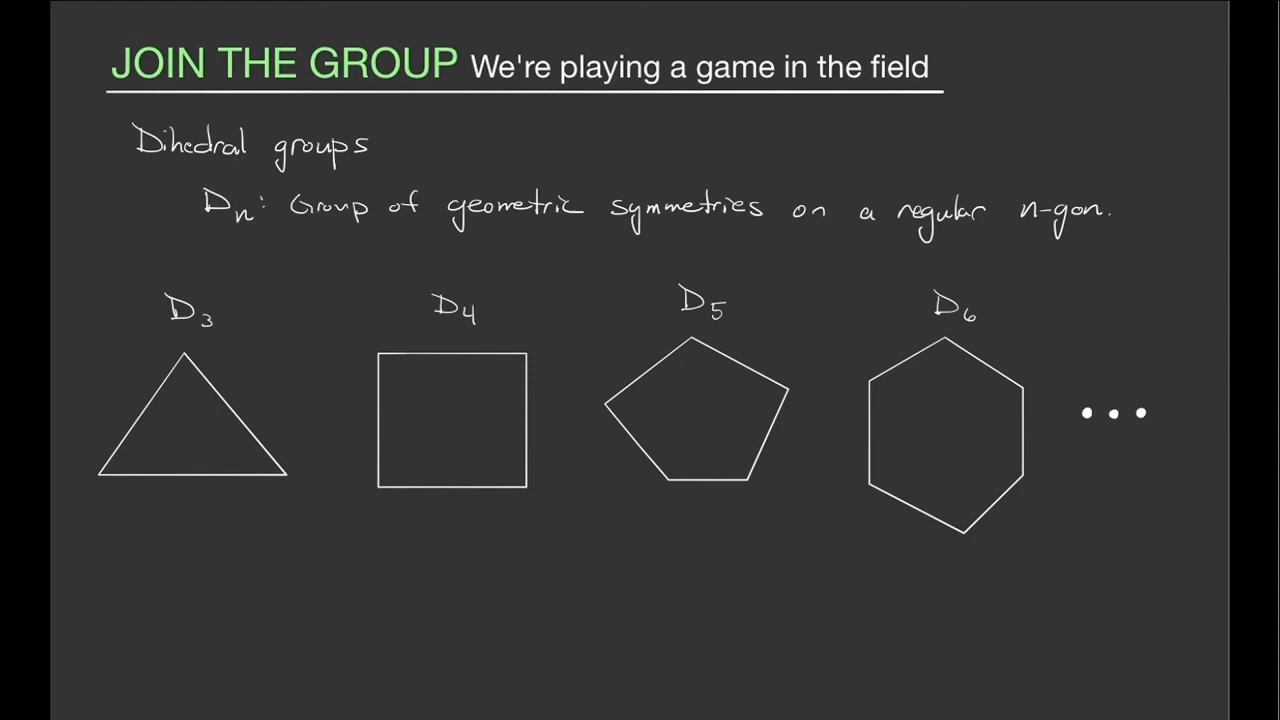 JOIN THE GROUP We're playing a game in the field
Dihedral groups
Dn: Group of geometric symmetries on a regular n-gon.
D3 D4 D5 D6